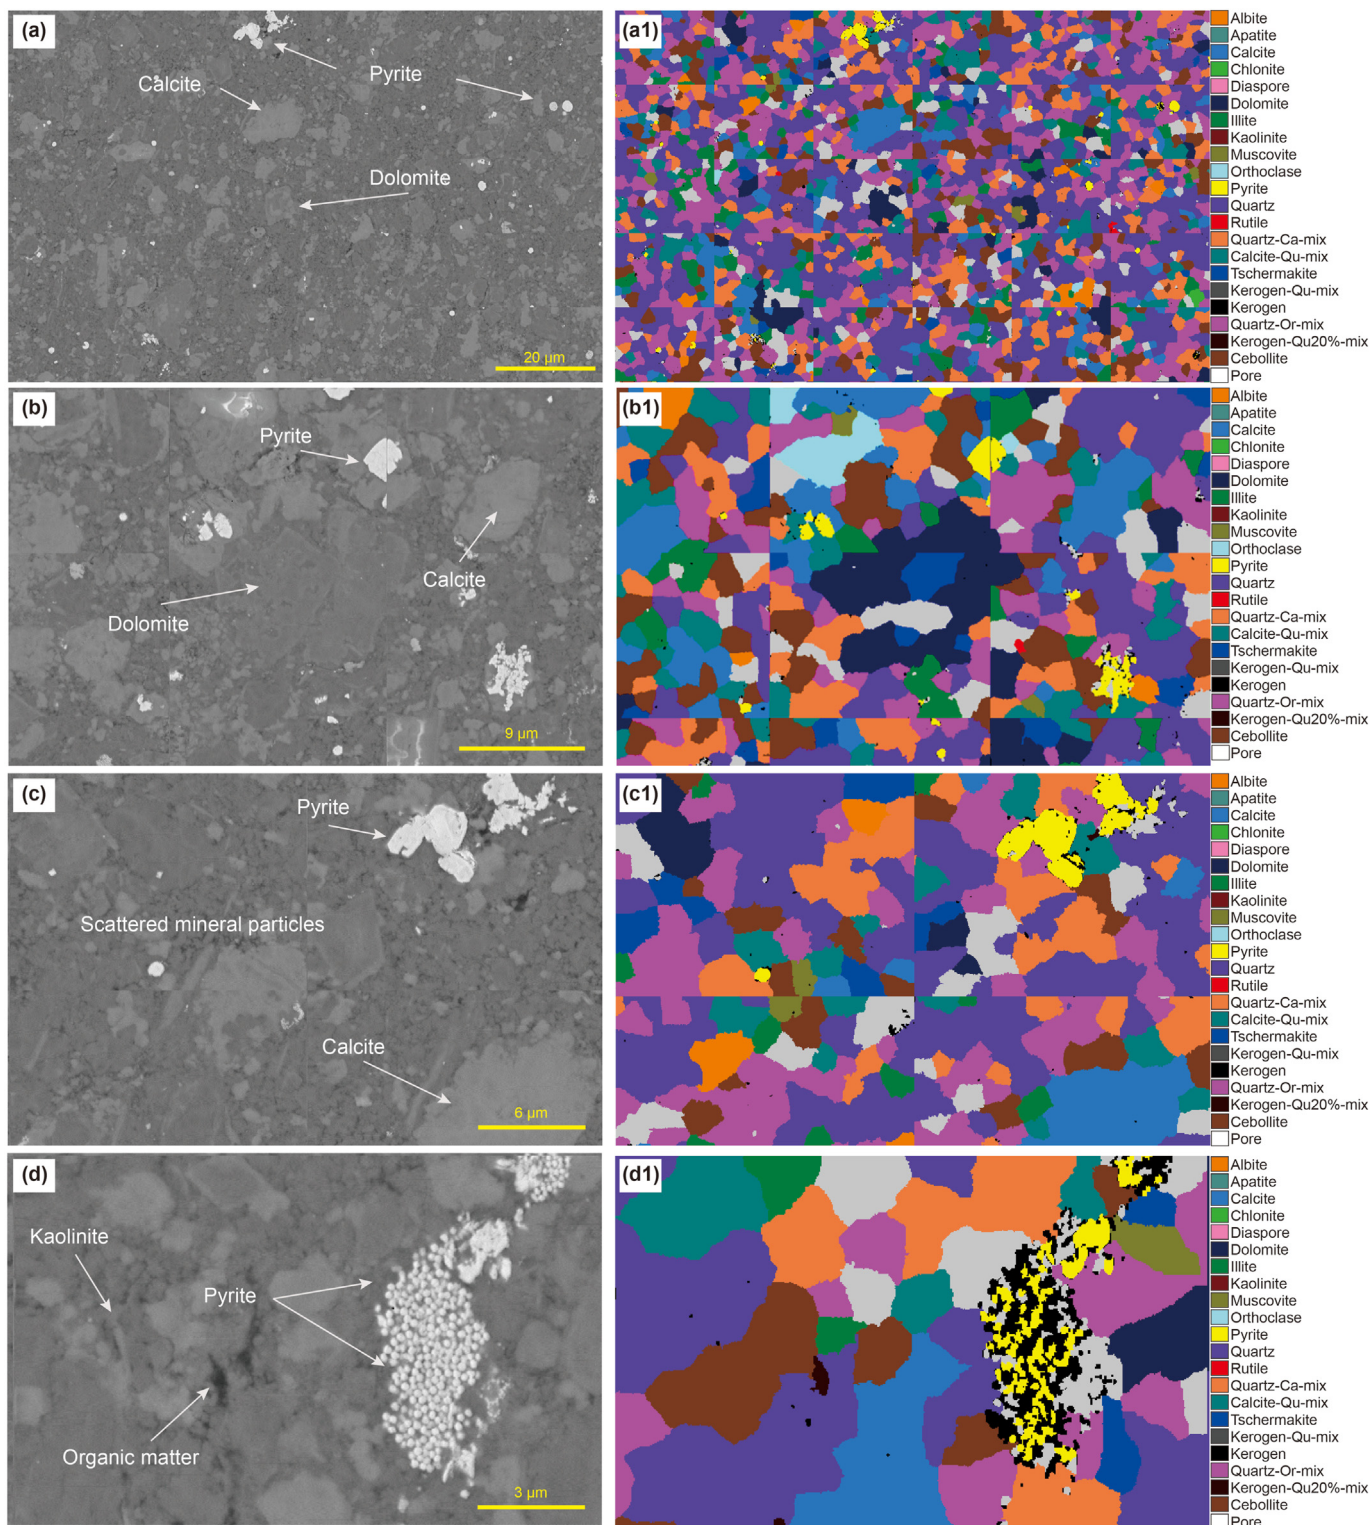 (a)
Pyrite
Calcite
Dolomite
20 µm
(a1)
Albite
Apatite
Calcite
Chlonite
Diaspore
Dolomite
Illite
Kaolinite
Muscovite
Orthoclase
Pyrite
Quartz
Rutile
Quartz-Ca-mix
Calcite-Qu-mix
Tschermakite
Kerogen-Qu-mix
Kerogen
Quartz-Or-mix
Kerogen-Qu20%-mix
Cebollite
Pore
(b)
Pyrite
Calcite
Dolomite
9 µm
(b1)
Albite
Apatite
Calcite
Chlonite
Diaspore
Dolomite
Illite
Kaolinite
Muscovite
Orthoclase
Pyrite
Quartz
Rutile
Quartz-Ca-mix
Calcite-Qu-mix
Tschermakite
Kerogen-Qu-mix
Kerogen
Quartz-Or-mix
Kerogen-Qu20%-mix
Cebollite
Pore
(c)
Pyrite
Scattered mineral particles
Calcite
6 µm
(c1)
Albite
Apatite
Calcite
Chlonite
Diaspore
Dolomite
Illite
Kaolinite
Muscovite
Orthoclase
Pyrite
Quartz
Rutile
Quartz-Ca-mix
Calcite-Qu-mix
Tschermakite
Kerogen-Qu-mix
Kerogen
Quartz-Or-mix
Kerogen-Qu20%-mix
Cebollite
Pore
(d)
Kaolinite
Pyrite
Organic matter
3 µm
(d1)
Albite
Apatite
Calcite
Chlonite
Diaspore
Dolomite
Illite
Kaolinite
Muscovite
Orthoclase
Pyrite
Quartz
Rutile
Quartz-Ca-mix
Calcite-Qu-mix
Tschermakite
Kerogen-Qu-mix
Kerogen
Quartz-Or-mix
Kerogen-Qu20%-mix
Cebollite
Pore